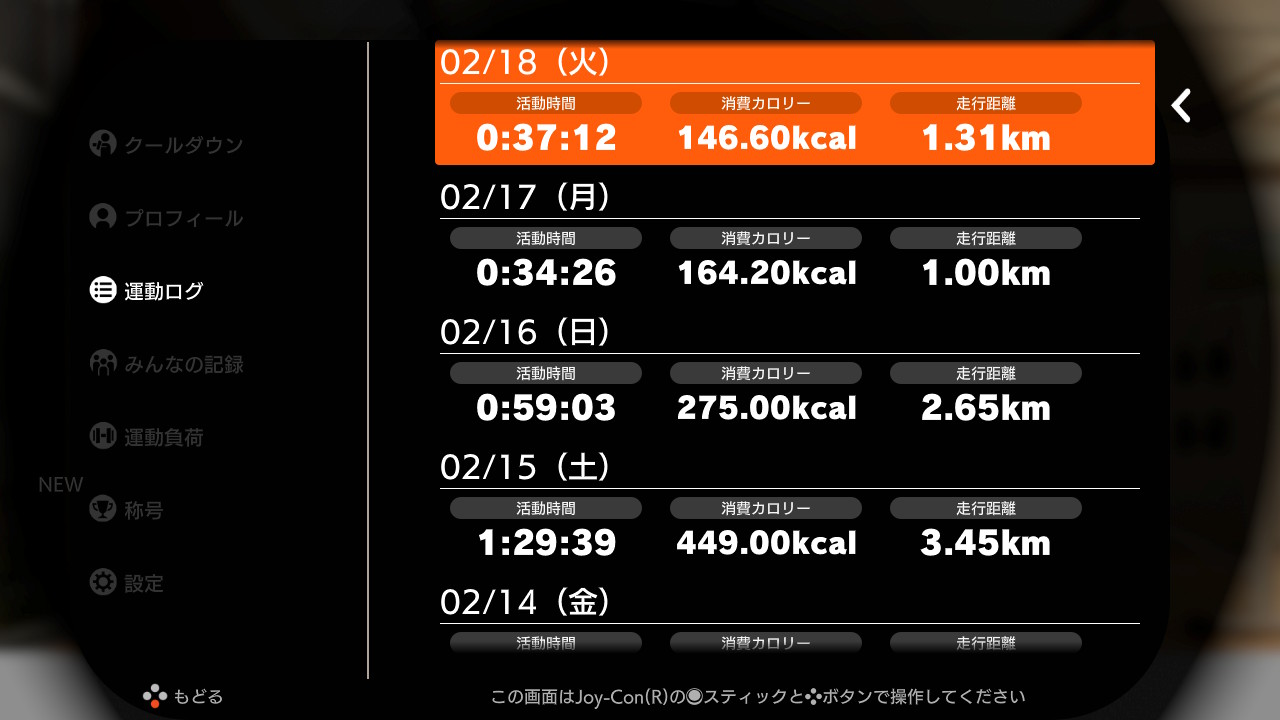 クールダウン
プロフィール
運動ログ
みんなの記録
運動負荷
NEW
称号
設定
02/18（火）
活動時間 消費カロリー 走行距離
0:37:12 146.60kcal 1.31km
02/17（月）
活動時間 消費カロリー 走行距離
0:34:26 164.20kcal 1.00km
02/16（日）
活動時間 消費カロリー 走行距離
0:59:03 275.00kcal 2.65km
02/15（土）
活動時間 消費カロリー 走行距離
1:29:39 449.00kcal 3.45km
02/14（金）
活動時間 消費カロリー 走行距離
もどる
この画面はJoy-Con(R)のスティックとボタンで操作してください